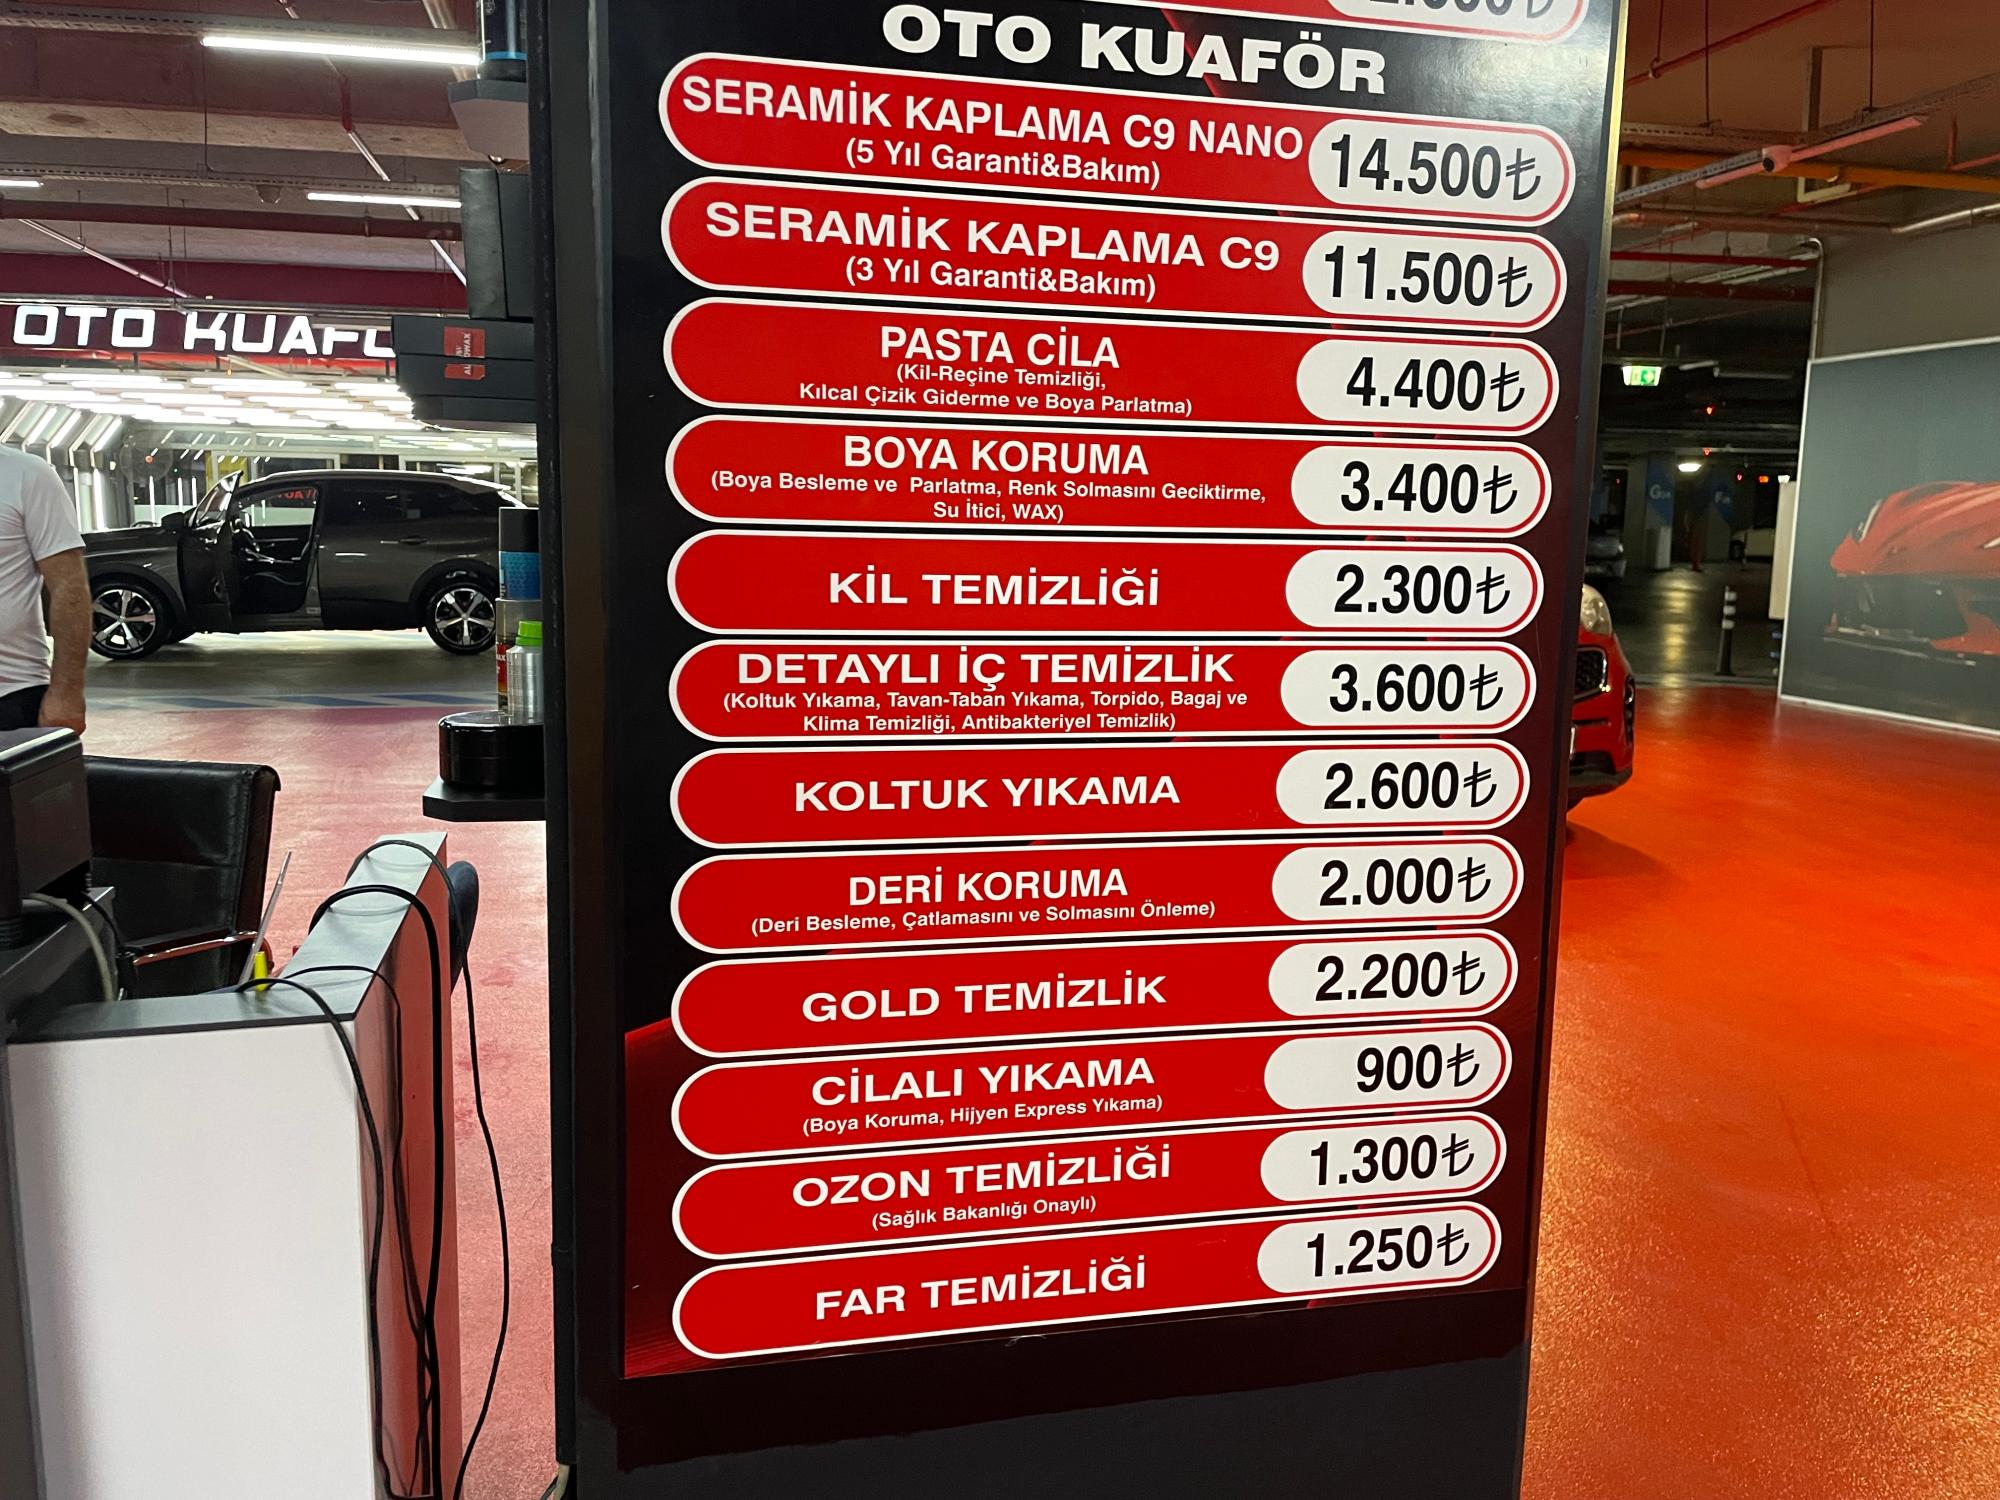 OTO KUAFÖR
SERAMİK KAPLAMA C9 NANO
(5 Yıl Garanti&Bakım)
14.500₺
SERAMİK KAPLAMA C9
(3 Yıl Garanti&Bakım)
11.500₺
PASTA CİLA
(Kil-Reçine Temizliği,
Kılcal Çizik Giderme ve Boya Parlatma)
4.400₺
BOYA KORUMA
(Boya Besleme ve Parlatma, Renk Solmasını Geciktirme,
Su İtici, WAX)
3.400₺
KİL TEMİZLİĞİ
2.300₺
DETAYLI İÇ TEMİZLİK
(Koltuk Yıkama, Tavan-Taban Yıkama, Torpido, Bagaj ve
Klima Temizliği, Antibakteriyel Temizlik)
3.600₺
KOLTUK YIKAMA
2.600₺
DERİ KORUMA
(Deri Besleme, Çatlamasını ve Solmasını Önleme)
2.000₺
GOLD TEMİZLİK
2.200₺
CİLALI YIKAMA
(Boya Koruma, Hijyen Express Yıkama)
900₺
OZON TEMİZLİĞİ
(Sağlık Bakanlığı Onaylı)
1.300₺
FAR TEMİZLİĞİ
1.250₺
OTO KUAFÖ